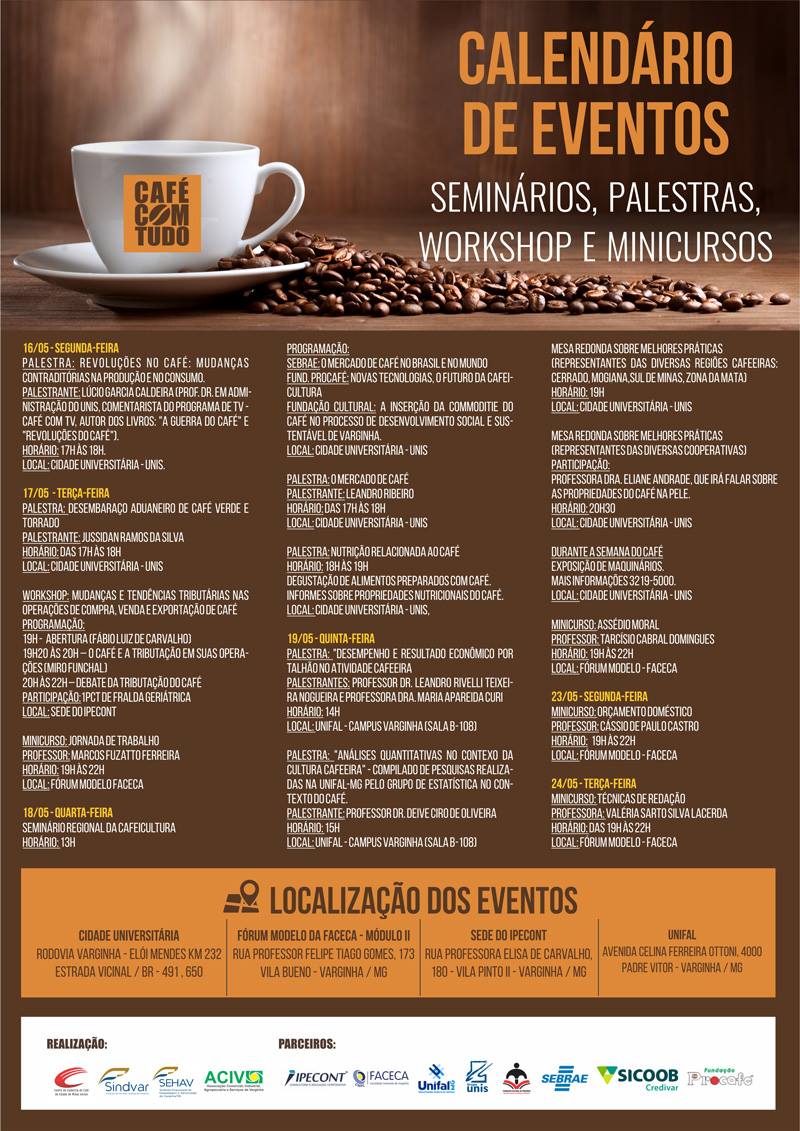 CALENDÁRIO
DE EVENTOS
SEMINÁRIOS, PALESTRAS,
WORKSHOP E MINICURSOS
CAFÉ
COM
TUDO
16/05 - SEGUNDA-FEIRA
PALESTRA: REVOLUÇÕES NO CAFÉ: MUDANÇAS
CONTRADITÓRIAS NA PRODUÇÃO E NO CONSUMO.
PALESTRANTE: LÚCIO GARCIA CALDEIRA (PROF. DR. EM ADMI-
NISTRAÇÃO DO UNIS, COMENTARISTA DO PROGRAMA DE TV -
CAFÉ COM TV, AUTOR DOS LIVROS: "A GUERRA DO CAFÉ" E
"REVOLUÇÕES DO CAFÉ").
HORÁRIO: 17H ÀS 18H.
LOCAL: CIDADE UNIVERSITÁRIA - UNIS.
17/05 - TERÇA-FEIRA
PALESTRA: DESEMBARAÇO ADUANEIRO DE CAFÉ VERDE E
TORRADO
PALESTRANTE: JUSSIDAN RAMOS DA SILVA
HORÁRIO: DAS 17H ÀS 18H
LOCAL: CIDADE UNIVERSITÁRIA - UNIS
WORKSHOP: MUDANÇAS E TENDÊNCIAS TRIBUTÁRIAS NAS
OPERAÇÕES DE COMPRA, VENDA E EXPORTAÇÃO DE CAFÉ
PROGRAMAÇÃO:
19H - ABERTURA (FÁBIO LUIZ DE CARVALHO)
19H20 ÀS 20H – O CAFÉ E A TRIBUTAÇÃO EM SUAS OPERA-
ÇÕES (MIRO FUNCHAL)
20H ÀS 22H – DEBATE DA TRIBUTAÇÃO DO CAFÉ
PARTICIPAÇÃO: 1PCT DE FRALDA GERIÁTRICA
LOCAL: SEDE DO IPECONT
MINICURSO: JORNADA DE TRABALHO
PROFESSOR: MARCOS FUZATTO FERREIRA
HORÁRIO: 19H ÀS 22H
LOCAL: FÓRUM MODELO FACECA
18/05 - QUARTA-FEIRA
SEMINÁRIO REGIONAL DA CAFEICULTURA
HORÁRIO: 13H
PROGRAMAÇÃO:
SEBRAE: O MERCADO DE CAFÉ NO BRASIL E NO MUNDO
FUND. PROCAFÉ: NOVAS TECNOLOGIAS, O FUTURO DA CAFEI-
CULTURA
FUNDAÇÃO CULTURAL: A INSERÇÃO DA COMMODITIE DO
CAFÉ NO PROCESSO DE DESENVOLVIMENTO SOCIAL E SUS-
TENTÁVEL DE VARGINHA.
LOCAL: CIDADE UNIVERSITÁRIA - UNIS
PALESTRA: O MERCADO DE CAFÉ
PALESTRANTE: LEANDRO RIBEIRO
HORÁRIO: DAS 17H ÀS 18H
LOCAL: CIDADE UNIVERSITÁRIA - UNIS
PALESTRA: NUTRIÇÃO RELACIONADA AO CAFÉ
HORÁRIO: 18H ÀS 19H
DEGUSTAÇÃO DE ALIMENTOS PREPARADOS COM CAFÉ.
INFORMES SOBRE PROPRIEDADES NUTRICIONAIS DO CAFÉ.
LOCAL: CIDADE UNIVERSITÁRIA - UNIS,
19/05 - QUINTA-FEIRA
PALESTRA: "DESEMPENHO E RESULTADO ECONÔMICO POR
TALHÃO NO ATIVIDADE CAFEEIRA
PALESTRANTES: PROFESSOR DR. LEANDRO RIVELLI TEIXEI-
RA NOGUEIRA E PROFESSORA DRA. MARIA APAREICDA CURI
HORÁRIO: 14H
LOCAL: UNIFAL - CAMPUS VARGINHA (SALA B-108)
PALESTRA: "ANÁLISES QUANTITATIVAS NO CONTEXO DA
CULTURA CAFEEIRA" - COMPILADO DE PESQUISAS REALIZA-
DAS NA UNIFAL-MG PELO GRUPO DE ESTATÍSTICA NO CON-
TEXTO DO CAFÉ.
PALESTRANTE: PROFESSOR DR. DEIVE CIRO DE OLIVEIRA
HORÁRIO: 15H
LOCAL: UNIFAL - CAMPUS VARGINHA (SALA B-108)
MESA REDONDA SOBRE MELHORES PRÁTICAS
(REPRESENTANTES DAS DIVERSAS REGIÕES CAFEEIRAS:
CERRADO, MOGIANA,SUL DE MINAS, ZONA DA MATA)
HORÁRIO: 19H
LOCAL: CIDADE UNIVERSITÁRIA - UNIS
MESA REDONDA SOBRE MELHORES PRÁTICAS
(REPRESENTANTES DAS DIVERSAS COOPERATIVAS)
PARTICIPAÇÃO:
PROFESSORA DRA. ELIANE ANDRADE, QUE IRÁ FALAR SOBRE
AS PROPRIEDADES DO CAFÉ NA PELE.
HORÁRIO: 20H30
LOCAL: CIDADE UNIVERSITÁRIA - UNIS
DURANTE A SEMANA DO CAFÉ
EXPOSIÇÃO DE MAQUINÁRIOS.
MAIS INFORMAÇÕES 3219-5000.
LOCAL: CIDADE UNIVERSITÁRIA - UNIS
MINICURSO: ASSÉDIO MORAL
PROFESSOR: TARCÍSIO CABRAL DOMINGUES
HORÁRIO: 19H ÀS 22H
LOCAL: FÓRUM MODELO - FACECA
23/05 - SEGUNDA-FEIRA
MINICURSO: ORÇAMENTO DOMÉSTICO
PROFESSOR: CÁSSIO DE PAULO CASTRO
HORÁRIO: 19H ÀS 22H
LOCAL: FÓRUM MODELO - FACECA
24/05 - TERÇA-FEIRA
MINICURSO: TÉCNICAS DE REDAÇÃO
PROFESSORA: VALÉRIA SARTO SILVA LACERDA
HORÁRIO: DAS 19H ÀS 22H
LOCAL: FÓRUM MODELO - FACECA
LOCALIZAÇÃO DOS EVENTOS
CIDADE UNIVERSITÁRIA
RODOVIA VARGINHA - ELÓI MENDES KM 232
ESTRADA VICINAL / BR - 491 , 650
FÓRUM MODELO DA FACECA - MÓDULO II
RUA PROFESSOR FELIPE TIAGO GOMES, 173
VILA BUENO - VARGINHA / MG
SEDE DO IPECONT
RUA PROFESSORA ELISA DE CARVALHO,
180 - VILA PINTO II - VARGINHA / MG
UNIFAL
AVENIDA CELINA FERREIRA OTTONI, 4000
PADRE VITOR - VARGINHA / MG
REALIZAÇÃO:
PARCEIROS:
Sindvar
SEHAV
ACIV
IPECONT
FACECA
Unifal
unis
SEBRAE
SICOOB
Credivar
Fundação
Procafé